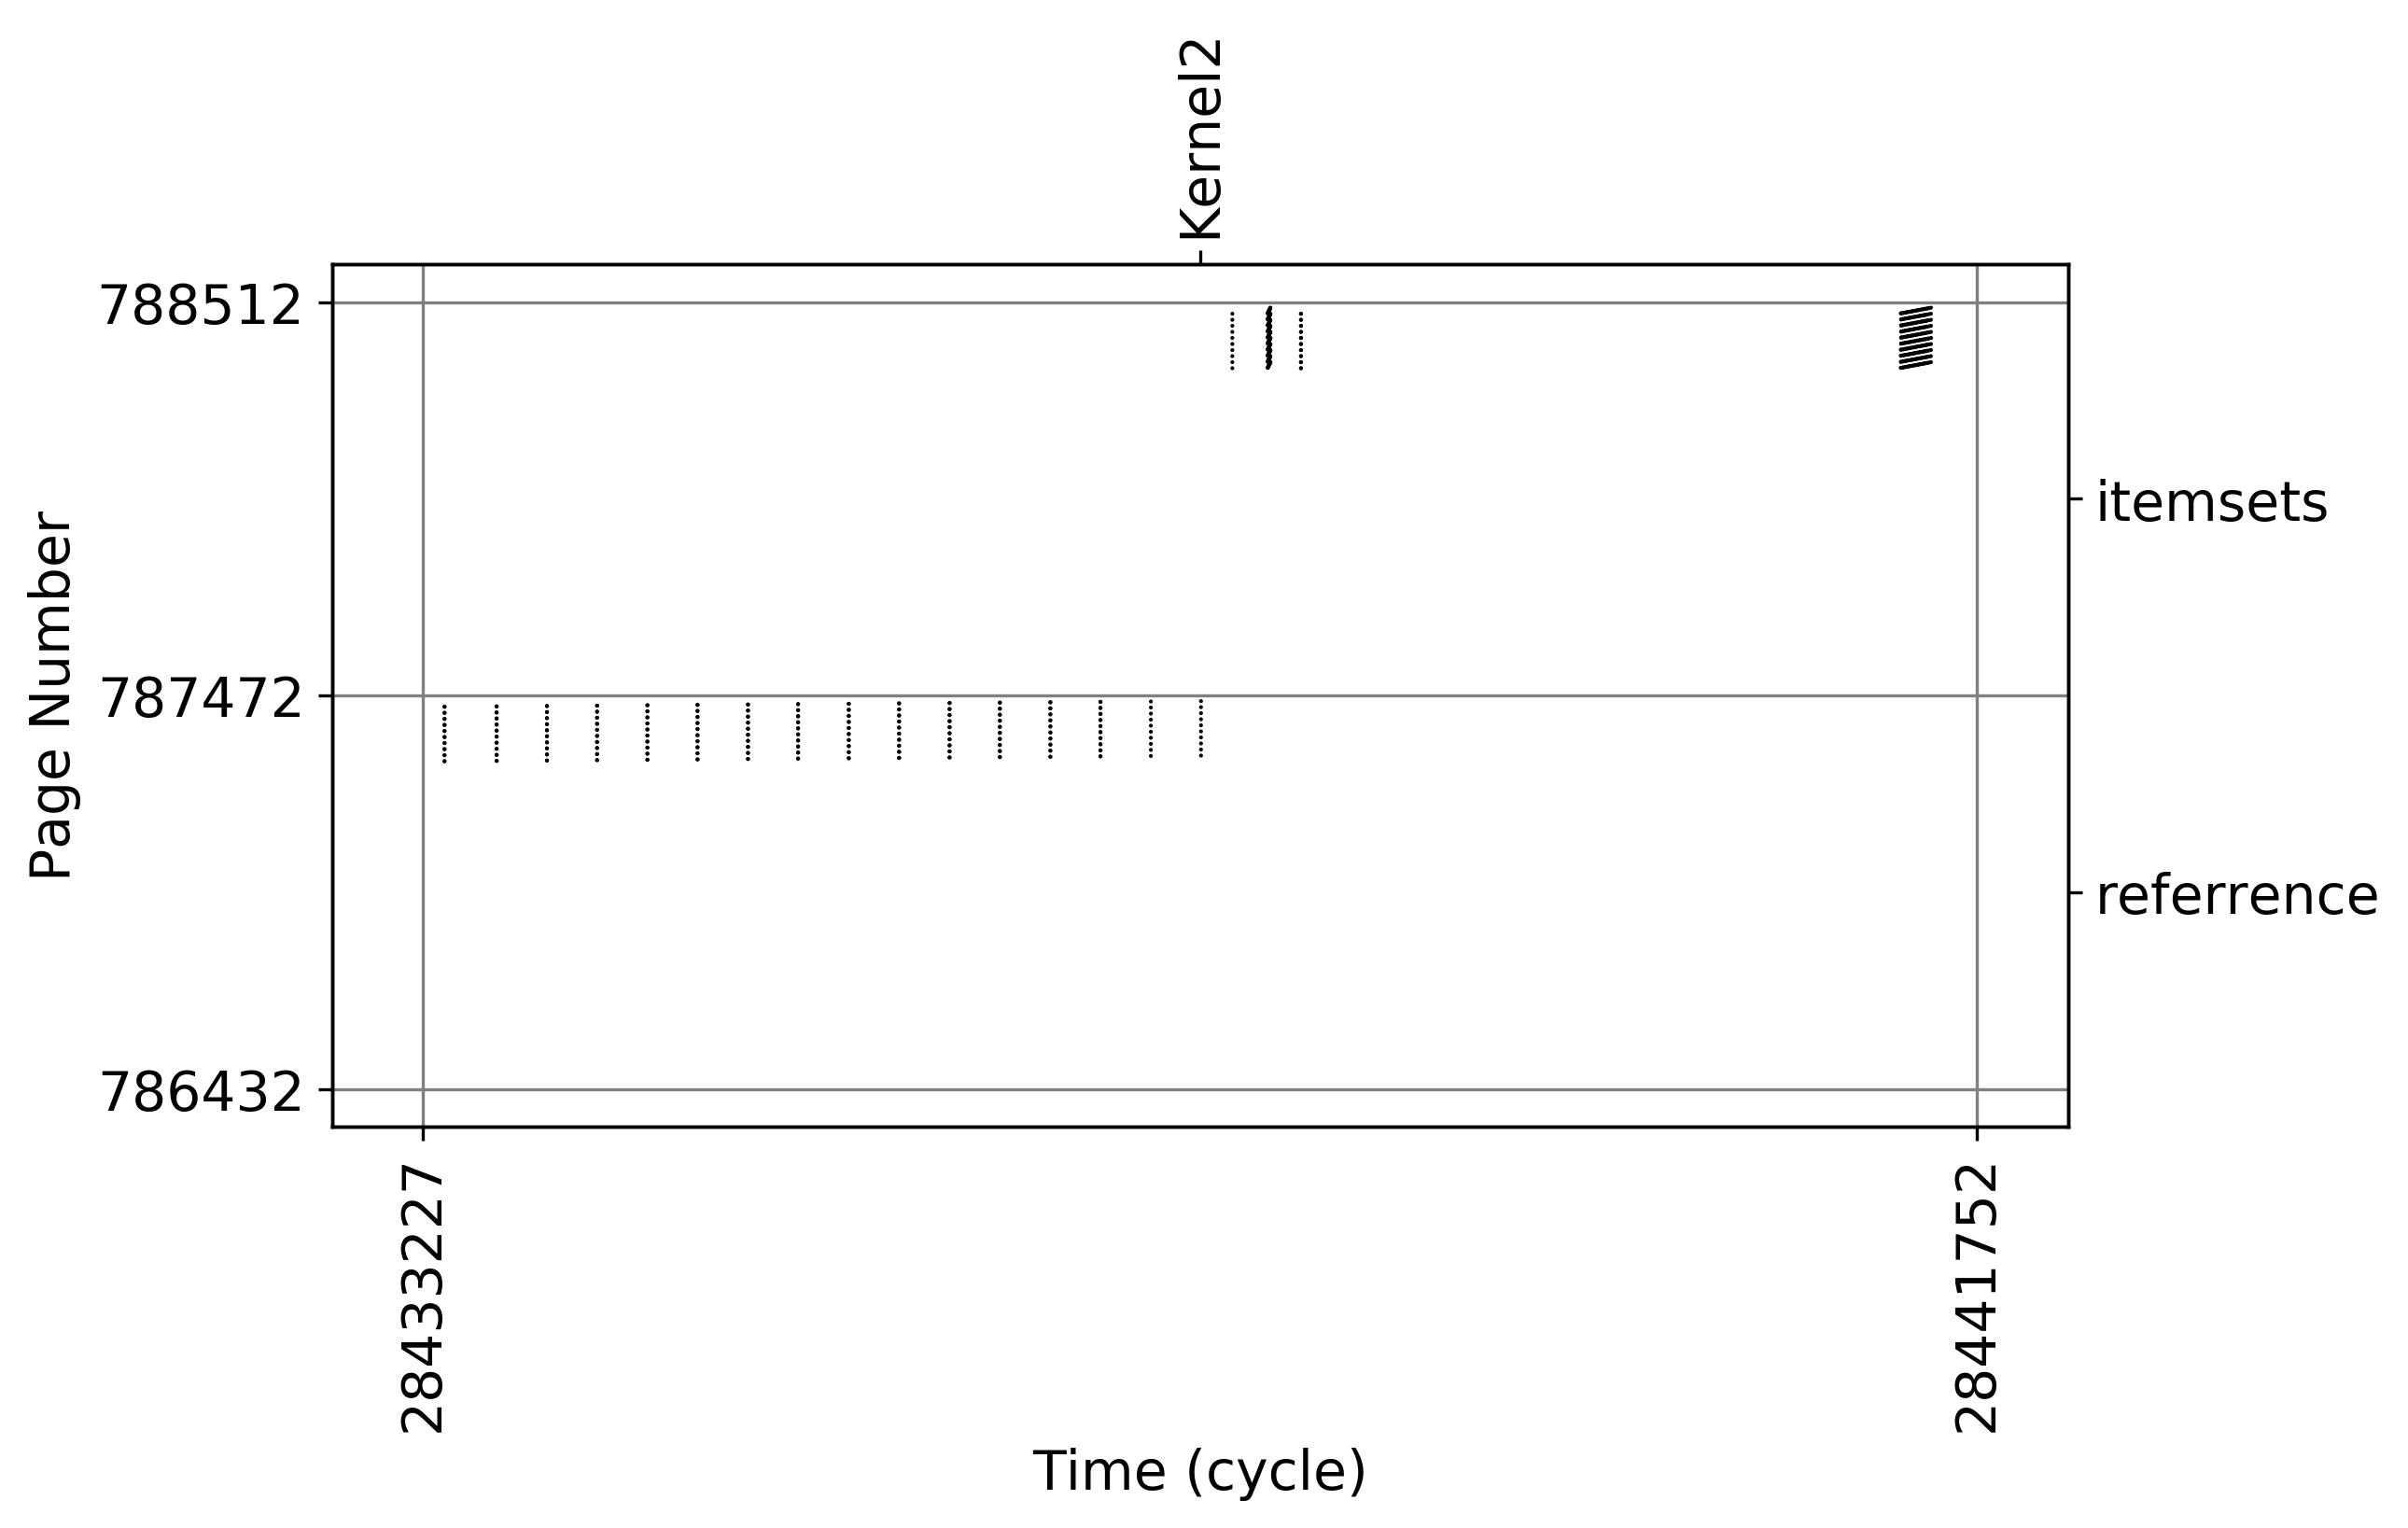 Kernel2
788512
787472
786432
Page Number
itemsets
referrence
28433227
28441752
Time (cycle)